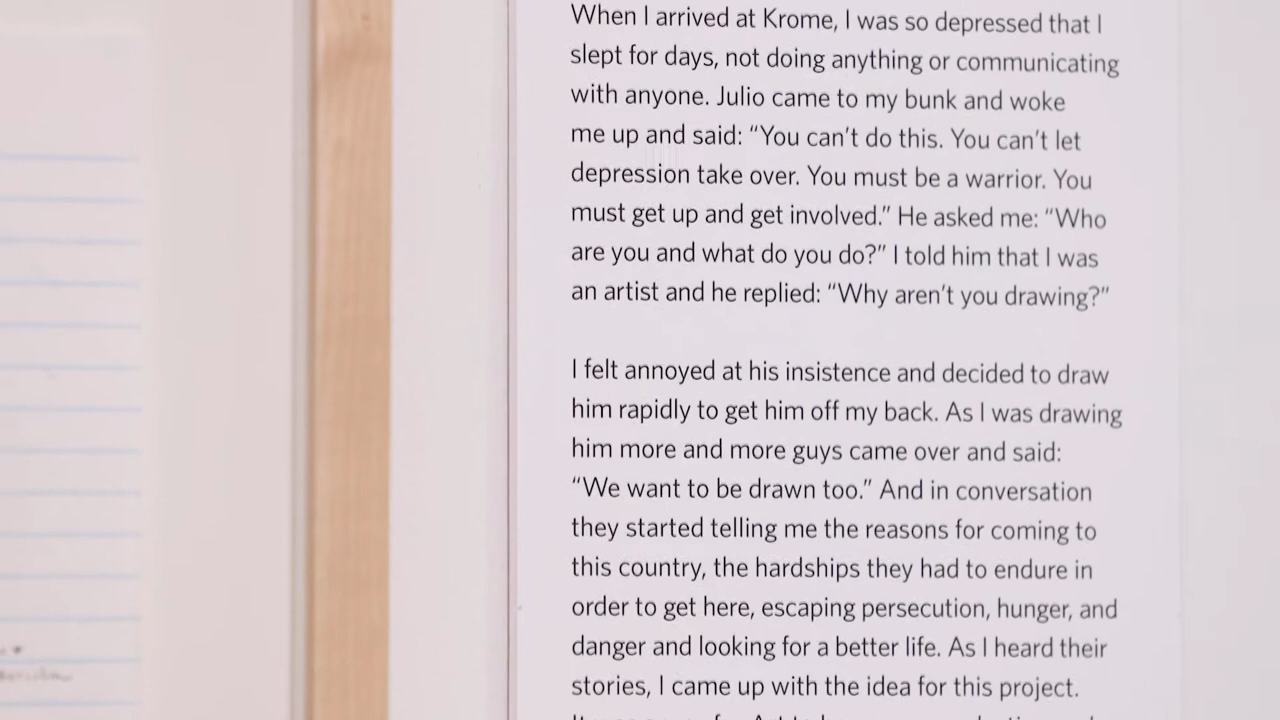 When I arrived at Krome, I was so depressed that I
slept for days, not doing anything or communicating
with anyone. Julio came to my bunk and woke
me up and said: “You can’t do this. You can’t let
depression take over. You must be a warrior. You
must get up and get involved.” He asked me: “Who
are you and what do you do?” I told him that I was
an artist and he replied: “Why aren’t you drawing?”
I felt annoyed at his insistence and decided to draw
him rapidly to get him off my back. As I was drawing
him more and more guys came over and said:
“We want to be drawn too.” And in conversation
they started telling me the reasons for coming to
this country, the hardships they had to endure in
order to get here, escaping persecution, hunger, and
danger and looking for a better life. As I heard their
stories, I came up with the idea for this project.